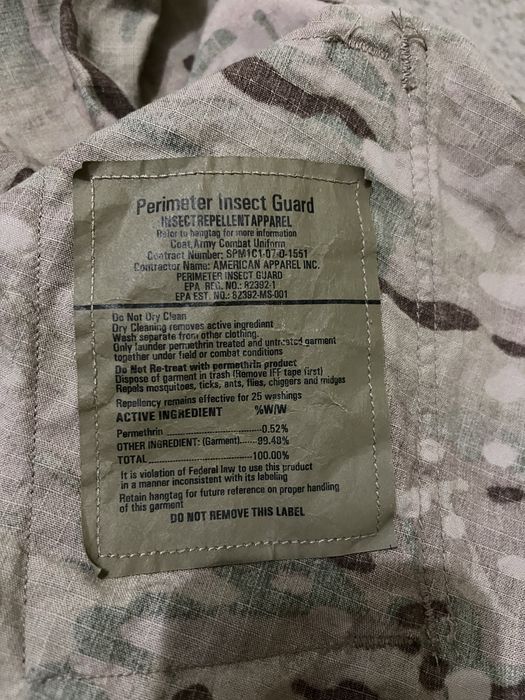 Perimeter Insect Guard
INSECT REPELLENT APPAREL
Refer to hangtag for more information
Coat, Army Combat Uniform
Contract Number: SPM1C1-07-D-1551
Contractor Name: AMERICAN APPAREL INC.
PERIMETER INSECT GUARD
EPA REG. NO.: 82392-1
EPA EST. NO.: 82392-MS-001
Do Not Dry Clean
Dry Cleaning removes active ingredient
Wash separate from other clothing.
Only launder permethrin treated and untreated garment
together under field or combat conditions
Do Not Re-treat with permethrin product
Dispose of garment in trash (Remove IFF tape first)
Repels mosquitoes, ticks, ants, flies, chiggers and midges
Repellency remains effective for 25 washings
ACTIVE INGREDIENT %W/W
Permethrin ........................0.52%
OTHER INGREDIENT: (Garment)......99.48%
TOTAL..............................100.00%
It is violation of Federal law to use this product
in a manner inconsistent with its labeling
Retain hangtag for future reference on proper handling
of this garment
DO NOT REMOVE THIS LABEL